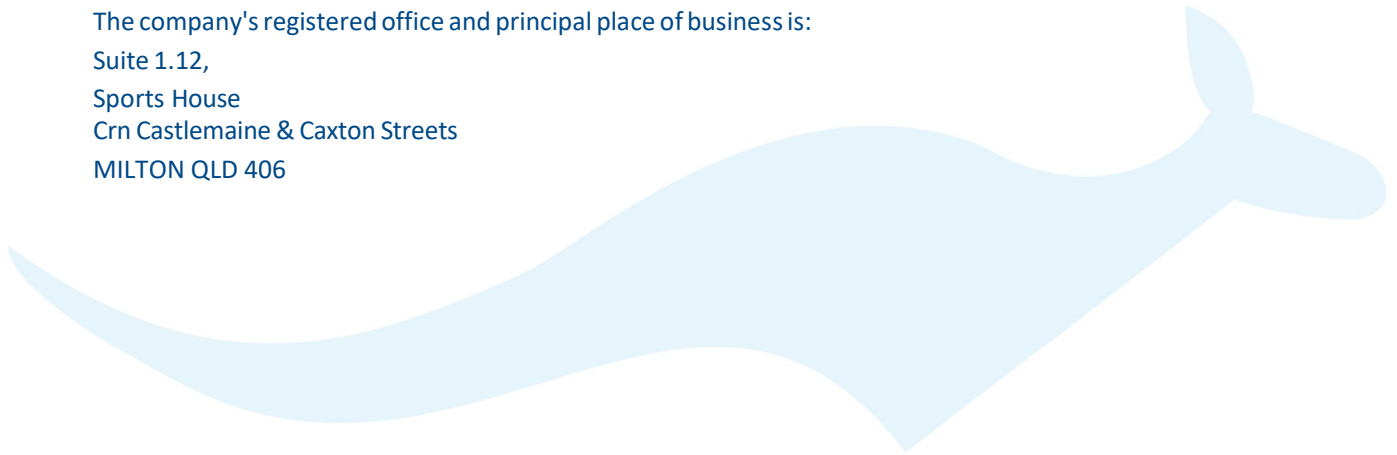 The company's registered office and principal place of business is:
Suite 1.12,
Sports House
Crn Castlemaine & Caxton Streets
MILTON QLD 406